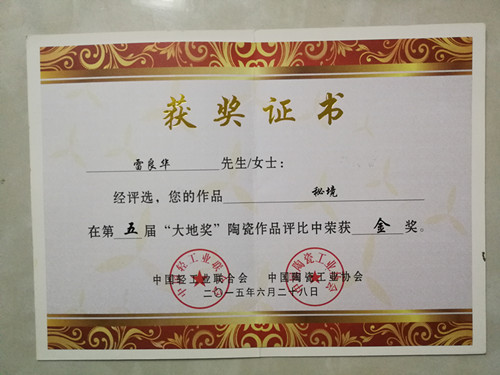 获奖证书
雷良华 先生/女士：
经评选，您的作品 秘境
在第 五 届“大地奖”陶瓷作品评比中荣获 金 奖。
中国轻工业联合会 中国陶瓷工业协会
二〇一五年六月二十八日